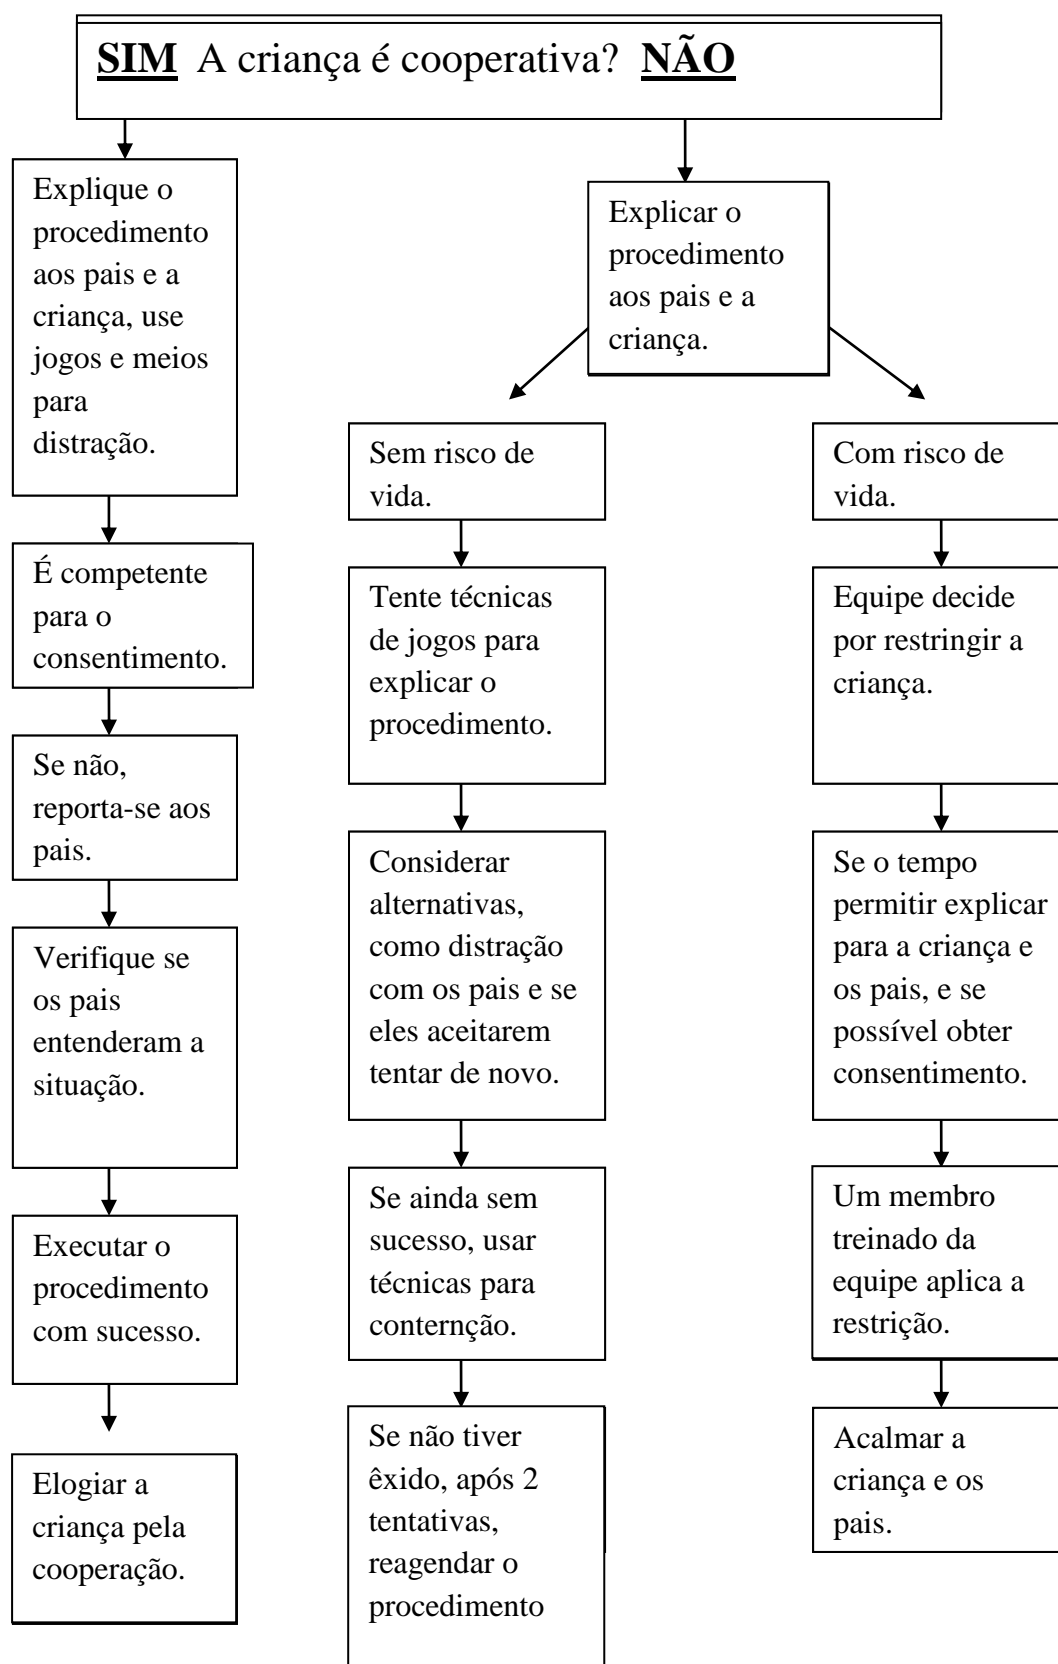 SIM A criança é cooperativa? NÃO
Explique o
procedimento
aos pais e a
criança, use
jogos e meios
para
distração.
É competente
para o
consentimento.
Se não,
reporta-se aos
pais.
Verifique se
os pais
entenderam a
situação.
Executar o
procedimento
com sucesso.
Elogiar a
criança pela
cooperação.
Explicar o
procedimento
aos pais e a
criança.
Sem risco de
vida.
Tente técnicas
de jogos para
explicar o
procedimento.
Considerar
alternativas,
como distração
com os pais e se
eles aceitarem
tentar de novo.
Se ainda sem
sucesso, usar
técnicas para
conternção.
Se não tiver
êxido, após 2
tentativas,
reagendar o
procedimento
Com risco de
vida.
Equipe decide
por restringir a
criança.
Se o tempo
permitir explicar
para a criança e
os pais, e se
possível obter
consentimento.
Um membro
treinado da
equipe aplica a
restrição.
Acalmar a
criança e os
pais.